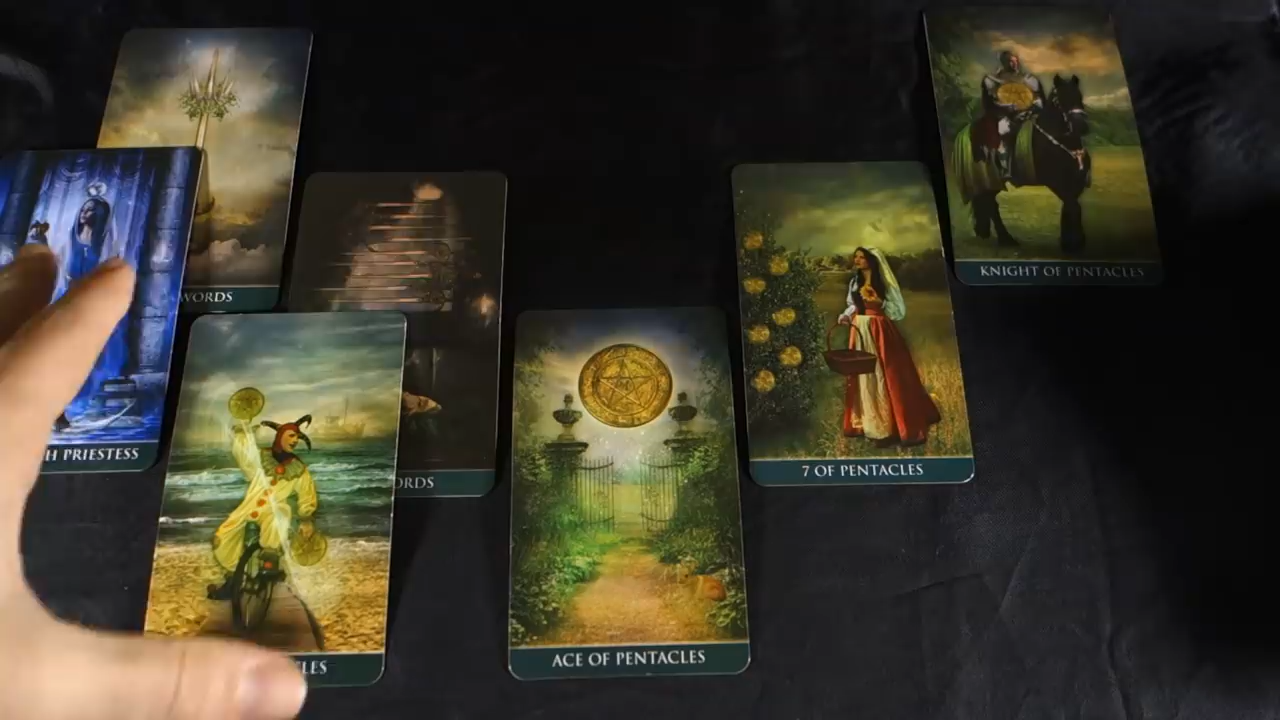 WORDS
KNIGHT OF PENTACLES
H PRIESTESS
ORDS
7 OF PENTACLES
LES
ACE OF PENTACLES